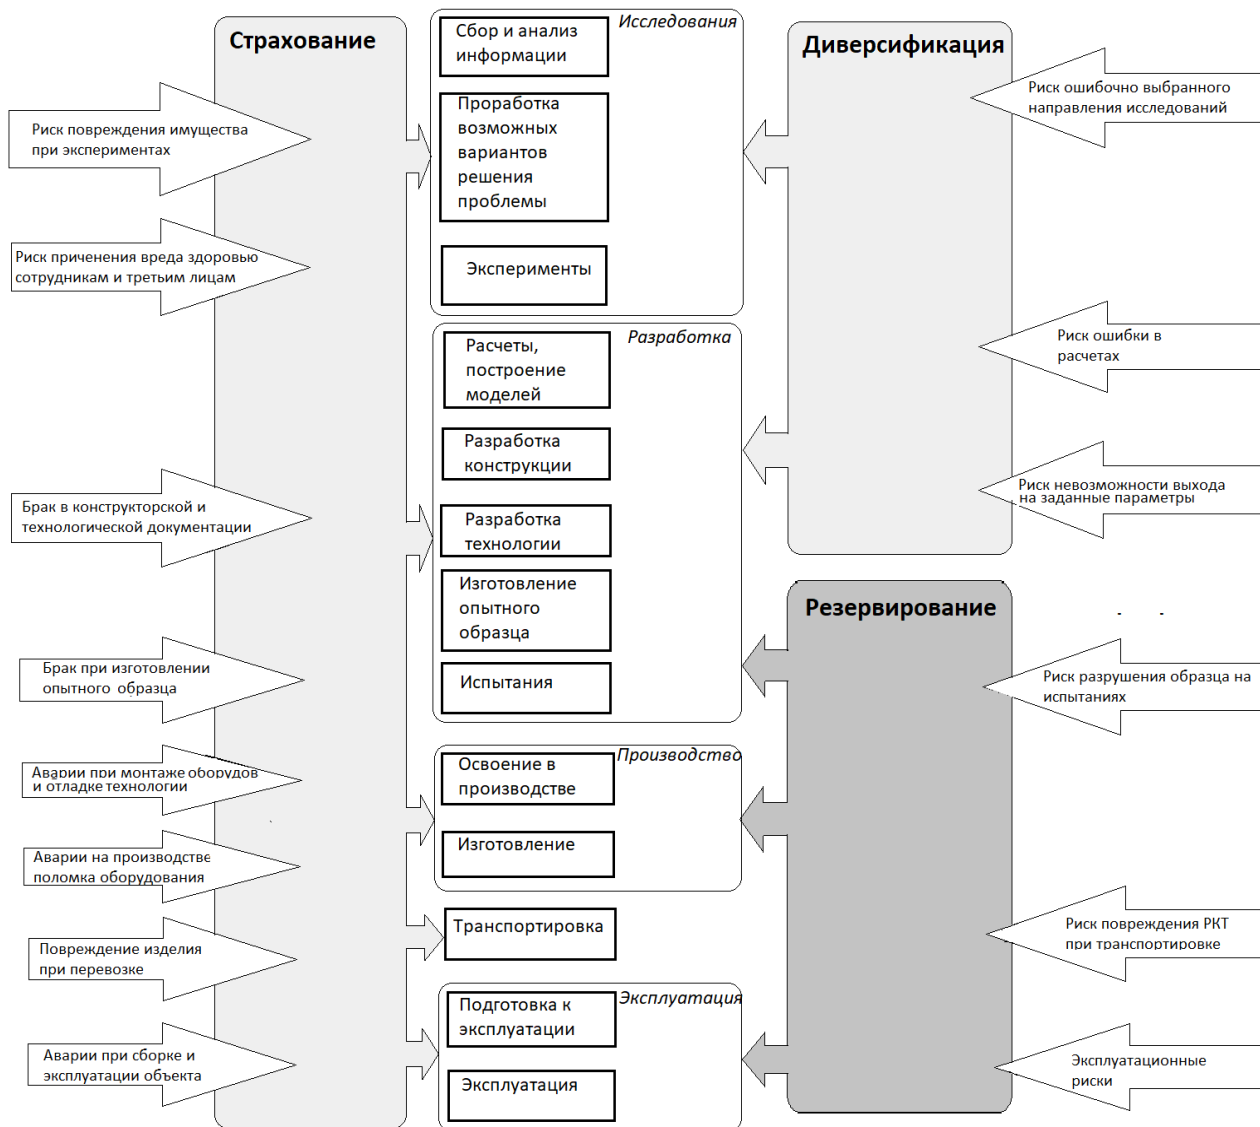 Страхование
Риск повреждения имущества
при экспериментах
Риск приченения вреда здоровью
сотрудникам и третьим лицам
Брак в конструкторской и
технологической документации
Брак при изготовлении
опытного образца
Аварии при монтаже оборудов
и отладке технологии
Аварии на производстве
поломка оборудования
Повреждение изделия
при перевозке
Аварии при сборке и
эксплуатации объекта
Исследования
Сбор и анализ
информации
Проработка
возможных
вариантов
решения
проблемы
Эксперименты
Разработка
Расчеты,
построение
моделей
Разработка
конструкции
Разработка
технологии
Изготовление
опытного
образца
Испытания
Производство
Освоение в
производстве
Изготовление
Транспортировка
Эксплуатация
Подготовка к
эксплуатации
Эксплуатация
Диверсификация
Риск ошибочно выбранного
направления исследований
Риск ошибки в
расчетах
Риск невозможности выхода
на заданные параметры
Резервирование
Риск разрушения образца на
испытаниях
Риск повреждения РКТ
при транспортировке
Эксплуатационные
риски